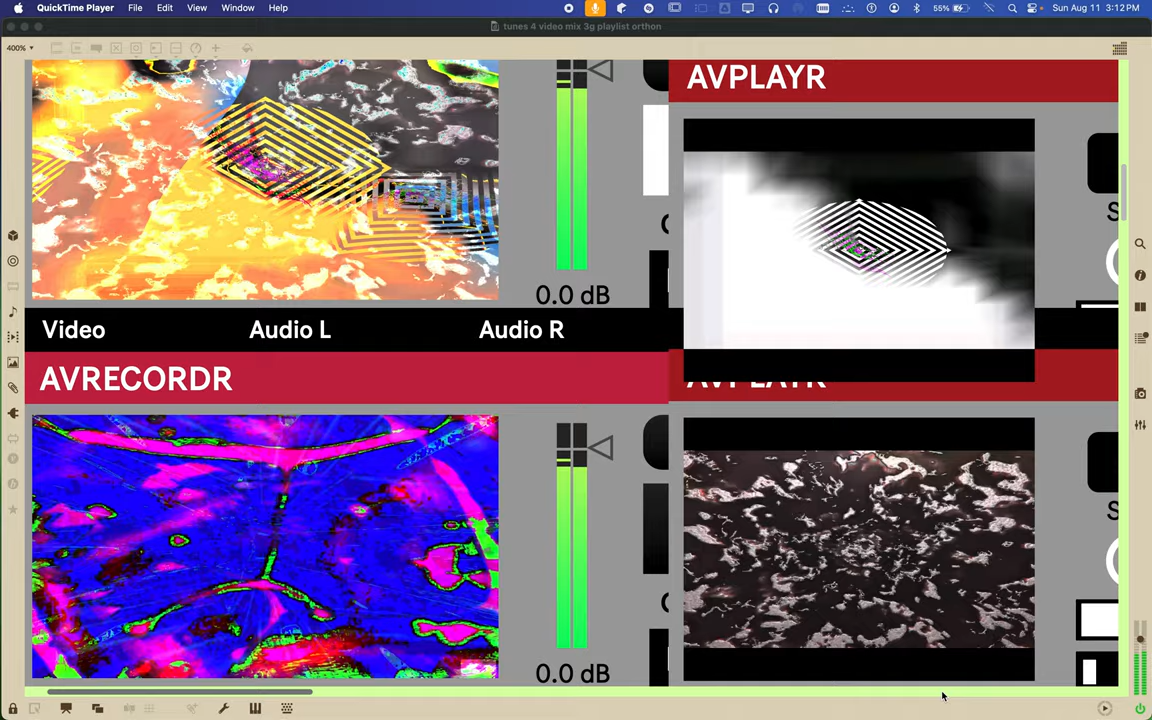 QuickTime Player File Edit View Window Help 55% Sun Aug 11 3:12 PM
tunes 4 video mix 3g playlist orthon
400%
AVPLAYR
0.0 dB
Video Audio L Audio R
AVRECORDR
0.0 dB